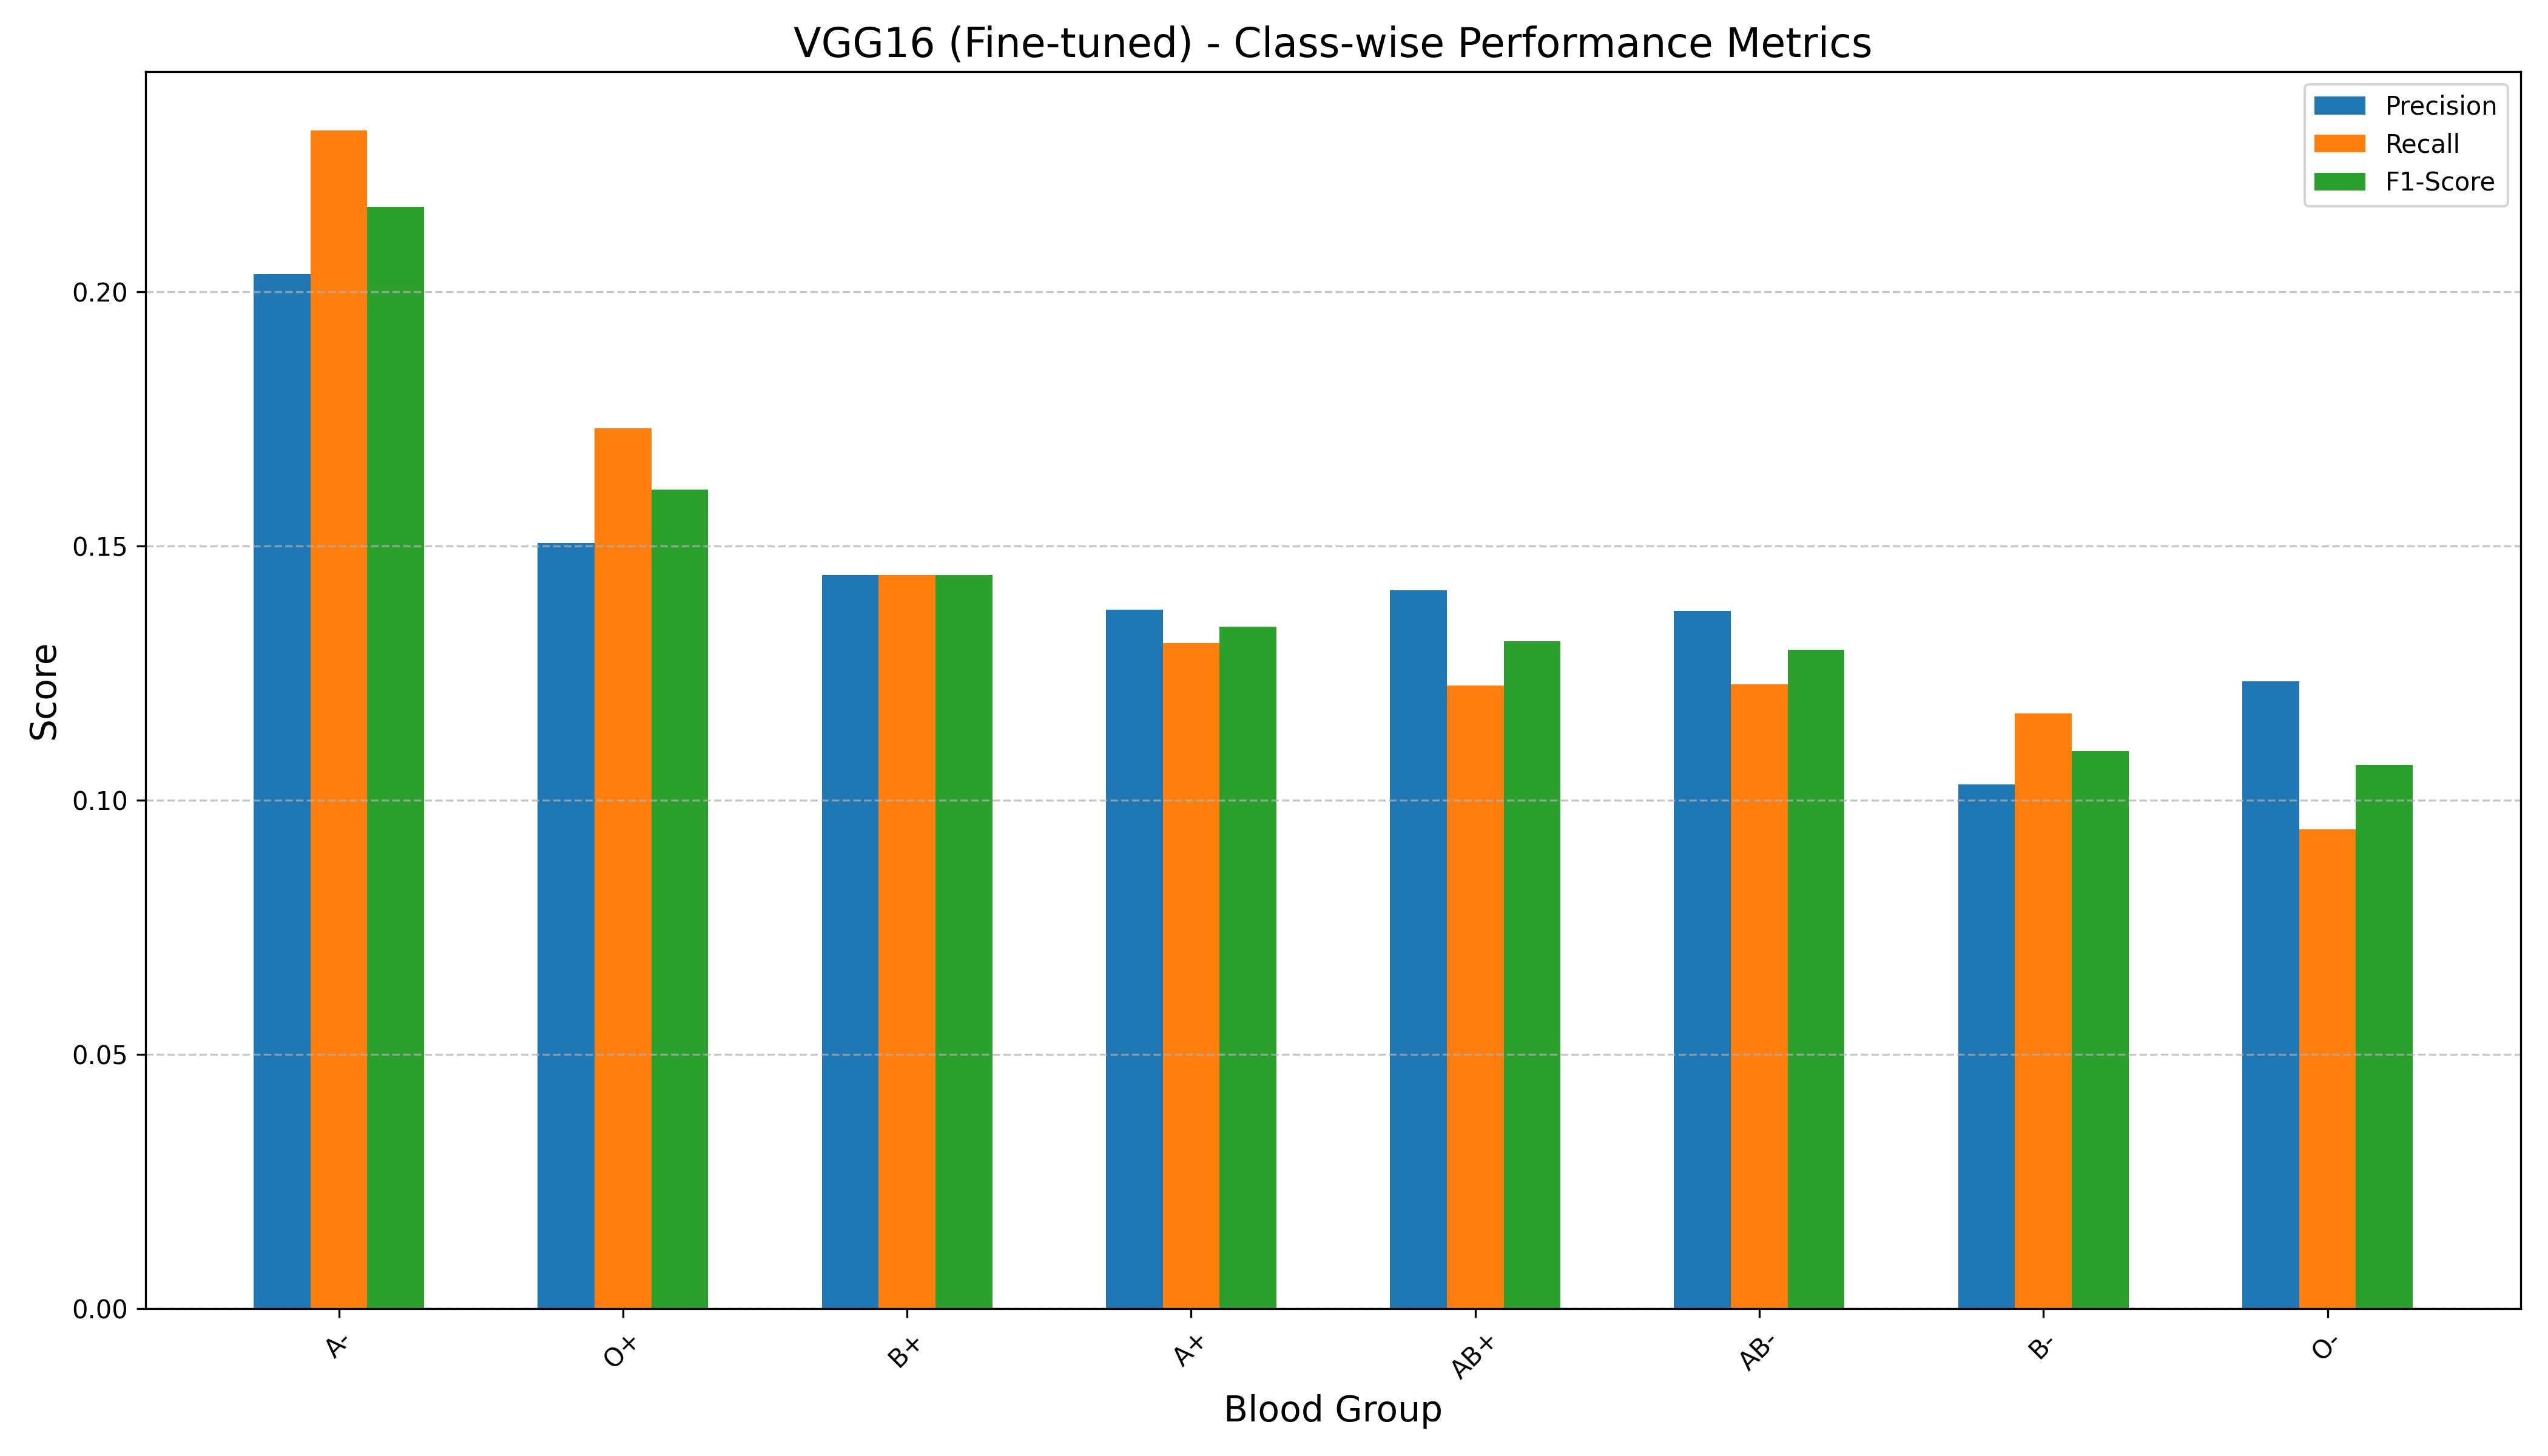 VGG16 (Fine-tuned) - Class-wise Performance Metrics
Precision
Recall
F1-Score
Score
0.20
0.15
0.10
0.05
0.00
A-
O+
B+
A+
AB+
AB-
B-
O-
Blood Group